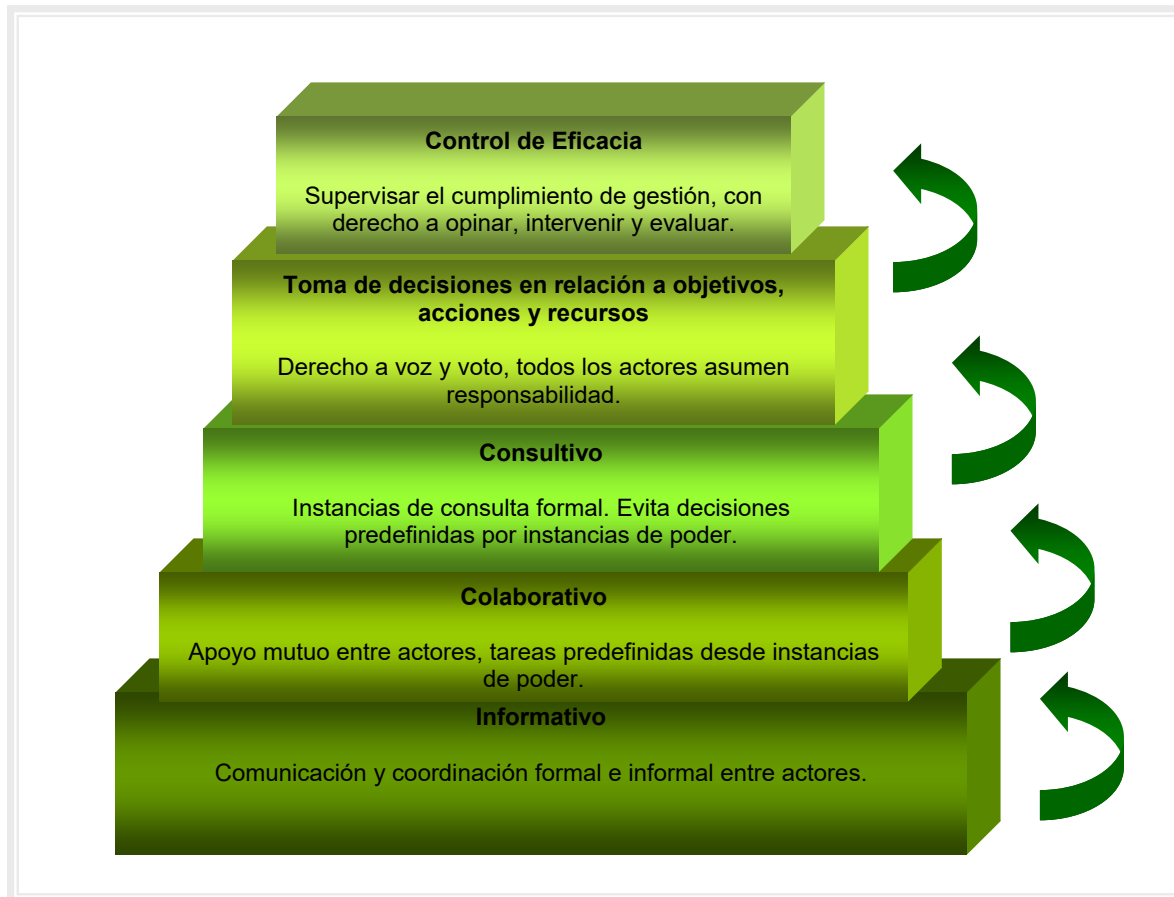 Control de Eficacia
Supervisar el cumplimiento de gestión, con
derecho a opinar, intervenir y evaluar.
Toma de decisiones en relación a objetivos,
acciones y recursos
Derecho a voz y voto, todos los actores asumen
responsabilidad.
Consultivo
Instancias de consulta formal. Evita decisiones
predefinidas por instancias de poder.
Colaborativo
Apoyo mutuo entre actores, tareas predefinidas desde instancias
de poder.
Informativo
Comunicación y coordinación formal e informal entre actores.